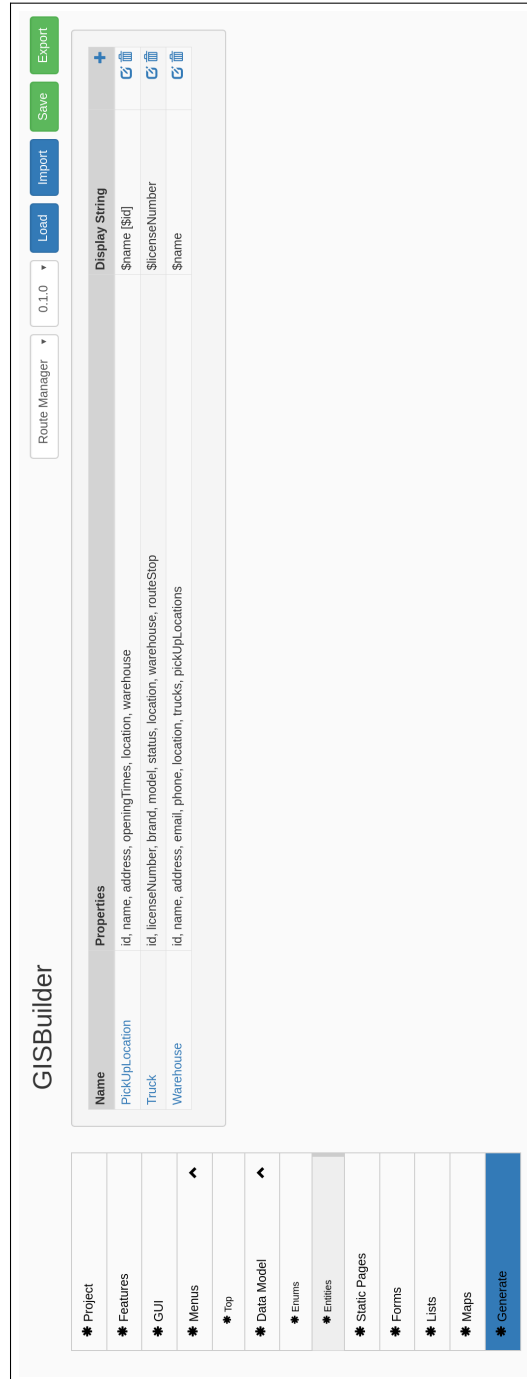 GISBuilder
Route Manager 0.1.0 Load Import Save Export
Project
Features
GUI
Menus
Top
Data Model
Enums
Entities
Static Pages
Forms
Lists
Maps
Generate
Name Properties Display String
PickUpLocation id, name, address, openingTimes, location, warehouse $name [$id]
Truck id, licenseNumber, brand, model, status, location, warehouse, routeStop $licenseNumber
Warehouse id, name, address, email, phone, location, trucks, pickUpLocations $name